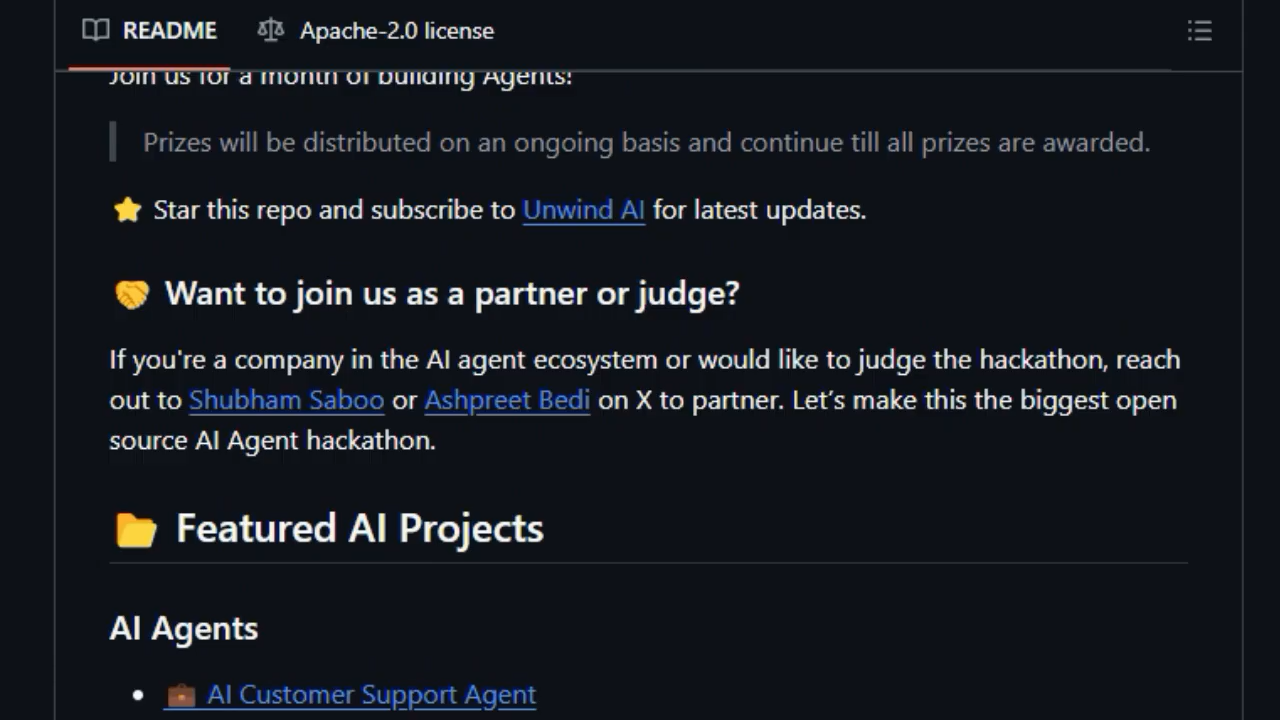 README
Apache-2.0 license
Join us for a month of building Agents!
Prizes will be distributed on an ongoing basis and continue till all prizes are awarded.
⭐ Star this repo and subscribe to Unwind AI for latest updates.
🤝 Want to join us as a partner or judge?
If you're a company in the AI agent ecosystem or would like to judge the hackathon, reach
out to Shubham Saboo or Ashpreet Bedi on X to partner. Let’s make this the biggest open
source AI Agent hackathon.
📂 Featured AI Projects
AI Agents
• 💼 AI Customer Support Agent